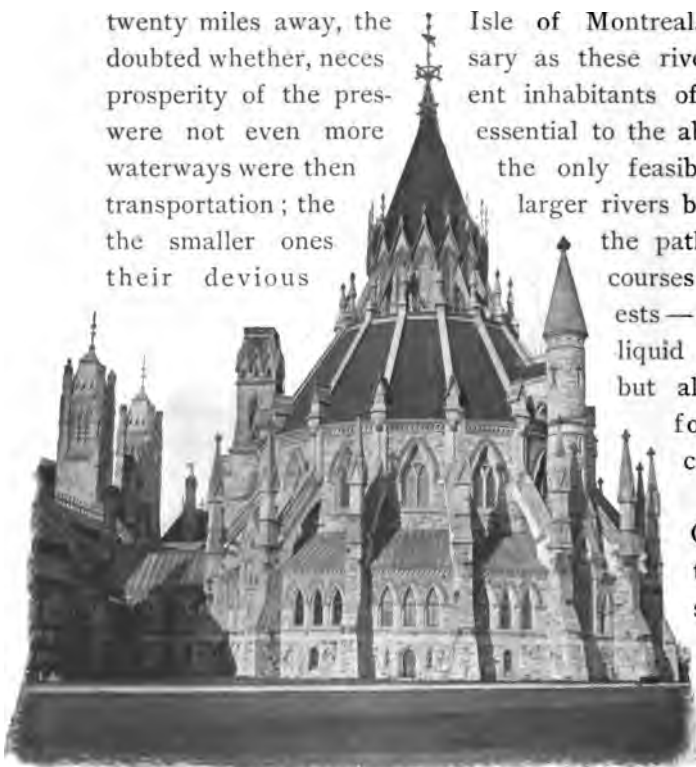 twenty miles away, the Isle of Montreal
doubted whether, neces sary as these rive
prosperity of the pres- ent inhabitants of
were not even more essential to the ab
waterways were then the only feasib
transportation ; the larger rivers b
the smaller ones the path
their devious courses
ests —
liquid
but al
fo
c
t
s